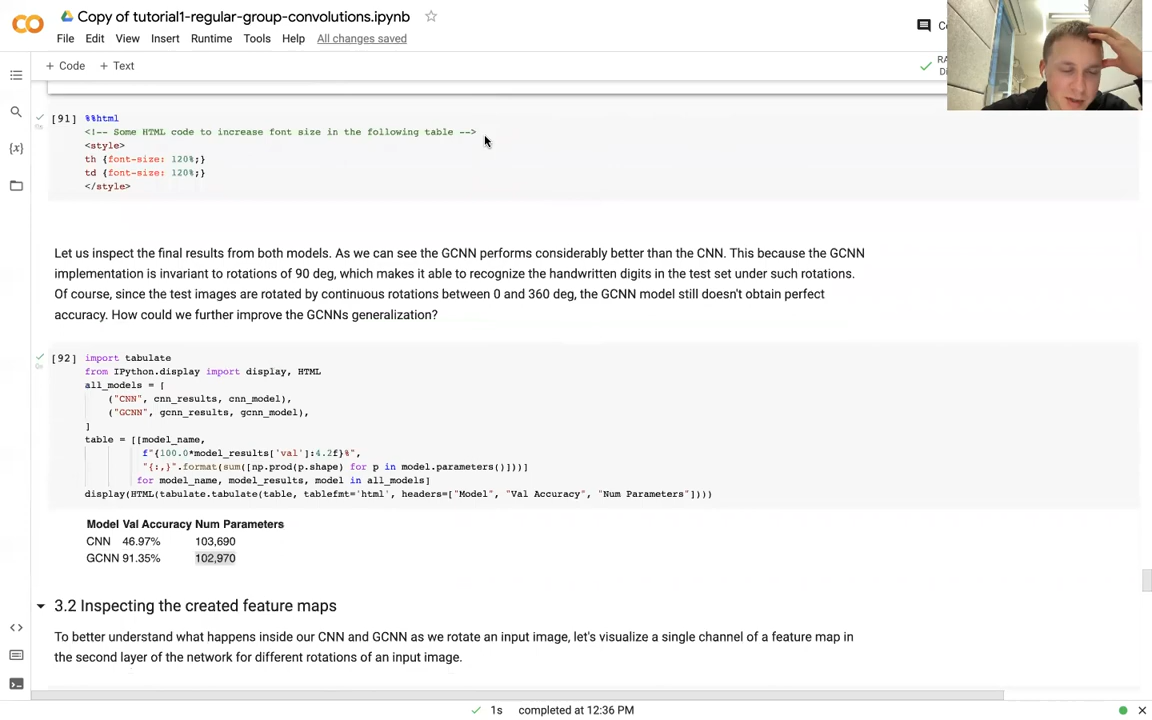 Copy of tutorial1-regular-group-convolutions.ipynb
File Edit View Insert Runtime Tools Help All changes saved
+ Code + Text
[91] %%html
<!-- Some HTML code to increase font size in the following table -->
<style>
th {font-size: 120%;}
td {font-size: 120%;}
</style>
Let us inspect the final results from both models. As we can see the GCNN performs considerably better than the CNN. This because the GCNN
implementation is invariant to rotations of 90 deg, which makes it able to recognize the handwritten digits in the test set under such rotations.
Of course, since the test images are rotated by continuous rotations between 0 and 360 deg, the GCNN model still doesn't obtain perfect
accuracy. How could we further improve the GCNNs generalization?
[92] import tabulate
from IPython.display import display, HTML
all_models = [
("CNN", cnn_results, cnn_model),
("GCNN", gcnn_results, gcnn_model),
]
table = [[model_name,
f"{100.0*model_results['val']:4.2f}%",
"{:,}".format(sum([np.prod(p.shape) for p in model.parameters()]))]
for model_name, model_results, model in all_models]
display(HTML(tabulate.tabulate(table, tablefmt='html', headers=["Model", "Val Accuracy", "Num Parameters"])))
Model Val Accuracy Num Parameters
CNN 46.97% 103,690
GCNN 91.35% 102,970
3.2 Inspecting the created feature maps
To better understand what happens inside our CNN and GCNN as we rotate an input image, let's visualize a single channel of a feature map in
the second layer of the network for different rotations of an input image.
1s completed at 12:36 PM